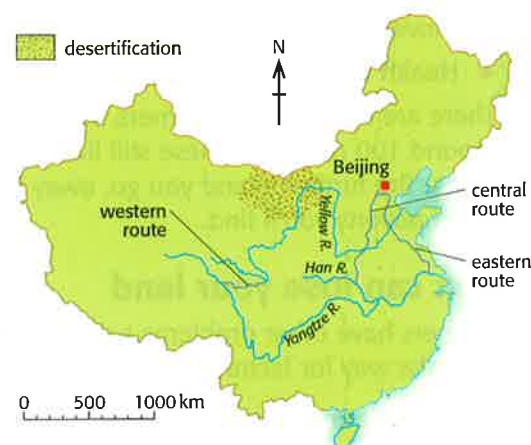 desertification
N
Beijing
western
route
Yellow R.
central
route
Han R.
eastern
route
Yangtze R.
0 500 1000 km